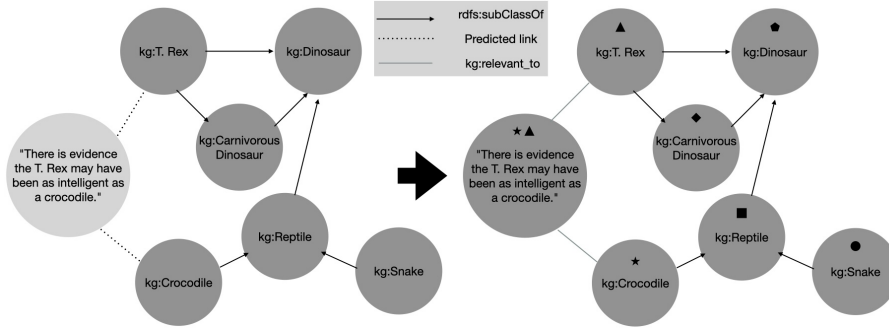 rdfs:subClassOf
Predicted link
kg:relevant_to
kg:T. Rex
kg:Dinosaur
kg:Carnivorous
Dinosaur
"There is evidence
the T. Rex may have
been as intelligent as
a crocodile."
kg:Reptile
kg:Crocodile
kg:Snake
kg:T. Rex
kg:Dinosaur
kg:Carnivorous
Dinosaur
"There is evidence
the T. Rex may have
been as intelligent as
a crocodile."
kg:Reptile
kg:Crocodile
kg:Snake